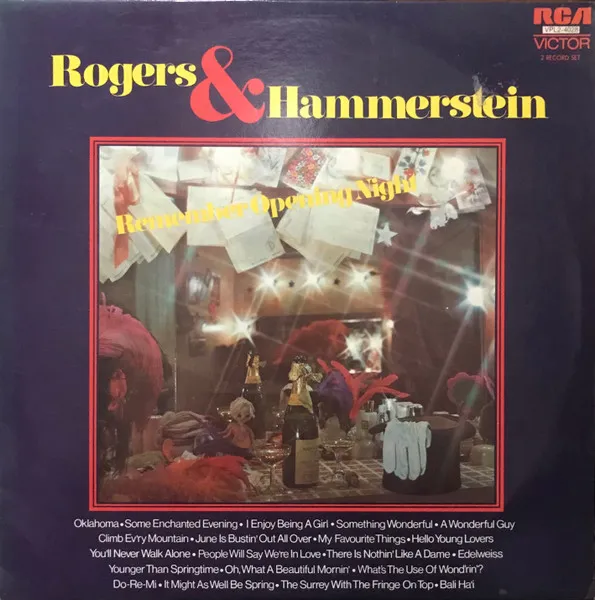 RCA
VPL2-4028
VICTOR
2 RECORD SET
Rogers & Hammerstein
Remember Opening Night
Oklahoma • Some Enchanted Evening • I Enjoy Being A Girl • Something Wonderful • A Wonderful Guy
Climb Ev'ry Mountain • June Is Bustin' Out All Over • My Favourite Things • Hello Young Lovers
You'll Never Walk Alone • People Will Say We're In Love • There Is Nothin' Like A Dame • Edelweiss
Younger Than Springtime • Oh, What A Beautiful Mornin' • What's The Use Of Wond'rin'?
Do-Re-Mi • It Might As Well Be Spring • The Surrey With The Fringe On Top • Bali Ha'i